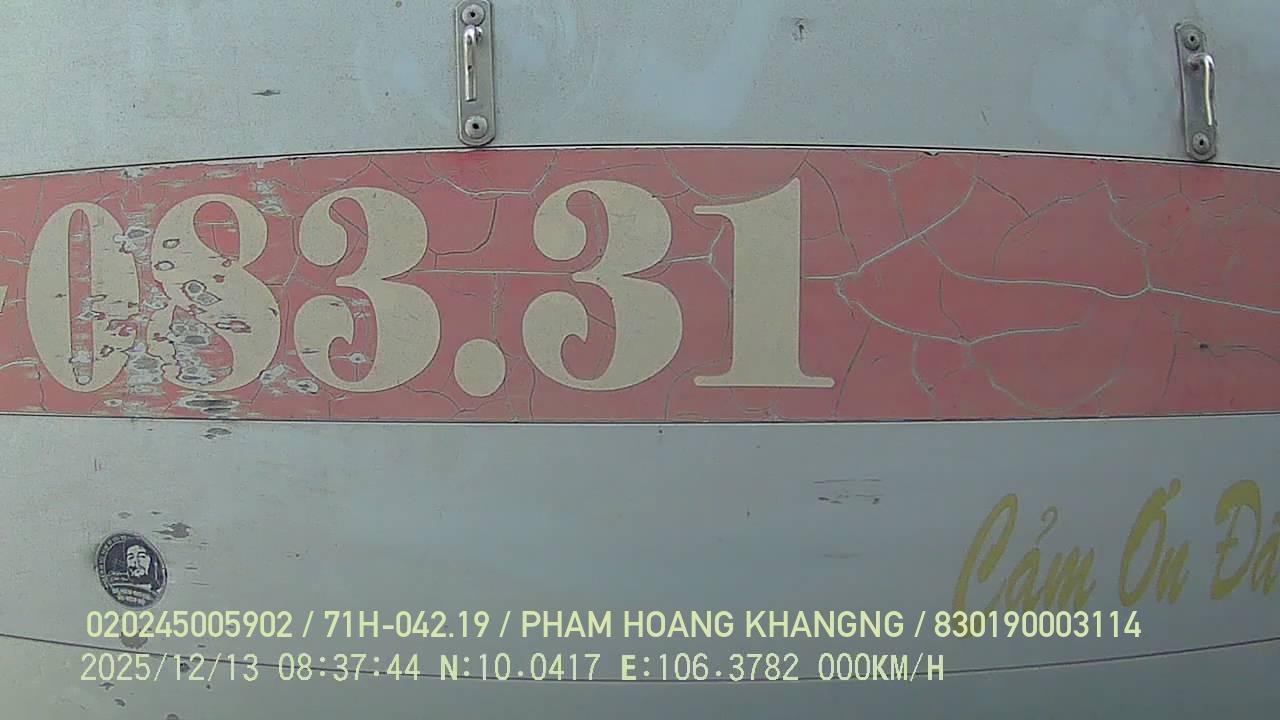 083.31
Cảm Ơn Đấ
020245005902 / 71H-042.19 / PHAM HOANG KHANGNG / 830190003114
2025/12/13 08:37:44 N:10.0417 E:106.3782 000KM/H